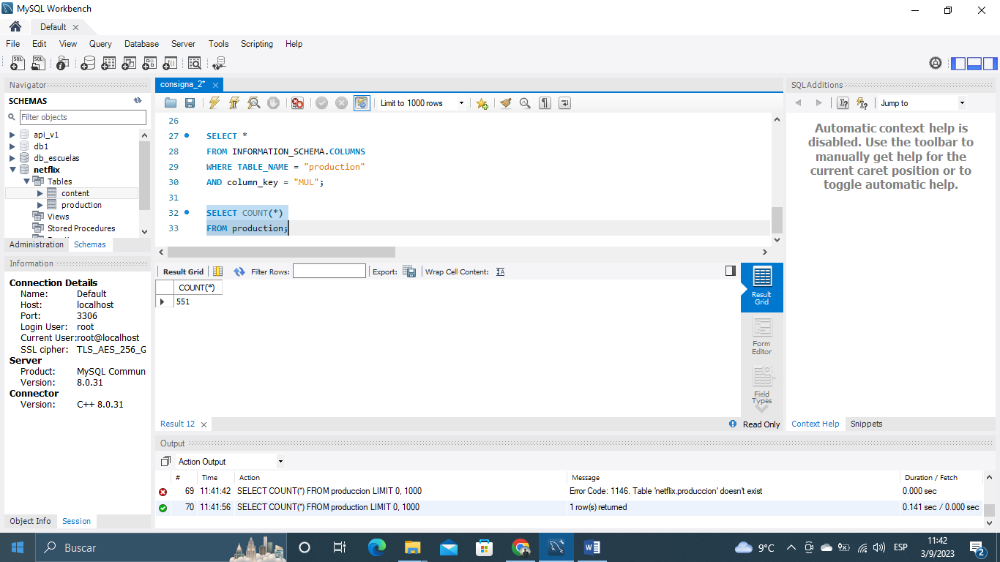 MySQL Workbench
Default
File Edit View Query Database Server Tools Scripting Help
Navigator
SCHEMAS
Filter objects
api_v1
db1
db_escuelas
netflix
Tables
content
production
Views
Stored Procedures
Administration Schemas
Information
Connection Details
Name: Default
Host: localhost
Port: 3306
Login User: root
Current User:root@localhost
SSL cipher: TLS_AES_256_G
Server
Product: MySQL Commun
Version: 8.0.31
Connector
Version: C++ 8.0.31
Object Info Session
consigna_2*
Limit to 1000 rows
26
27 SELECT *
28 FROM INFORMATION_SCHEMA.COLUMNS
29 WHERE TABLE_NAME = "production"
30 AND column_key = "MUL";
31
32 SELECT COUNT(*)
33 FROM production;
Result Grid Filter Rows: Export: Wrap Cell Content:
COUNT(*)
551
Result Grid
Form Editor
Field Types
Result 12
Read Only
SQLAdditions
Jump to
Automatic context help is
disabled. Use the toolbar to
manually get help for the
current caret position or to
toggle automatic help.
Context Help Snippets
Output
Action Output
# Time Action Message Duration / Fetch
69 11:41:42 SELECT COUNT(*) FROM produccion LIMIT 0, 1000 Error Code: 1146. Table 'netflix.produccion' doesn't exist 0.000 sec
70 11:41:56 SELECT COUNT(*) FROM production LIMIT 0, 1000 1 row(s) returned 0.141 sec / 0.000 sec
Buscar
9°C
ESP
11:42
3/9/2023
2